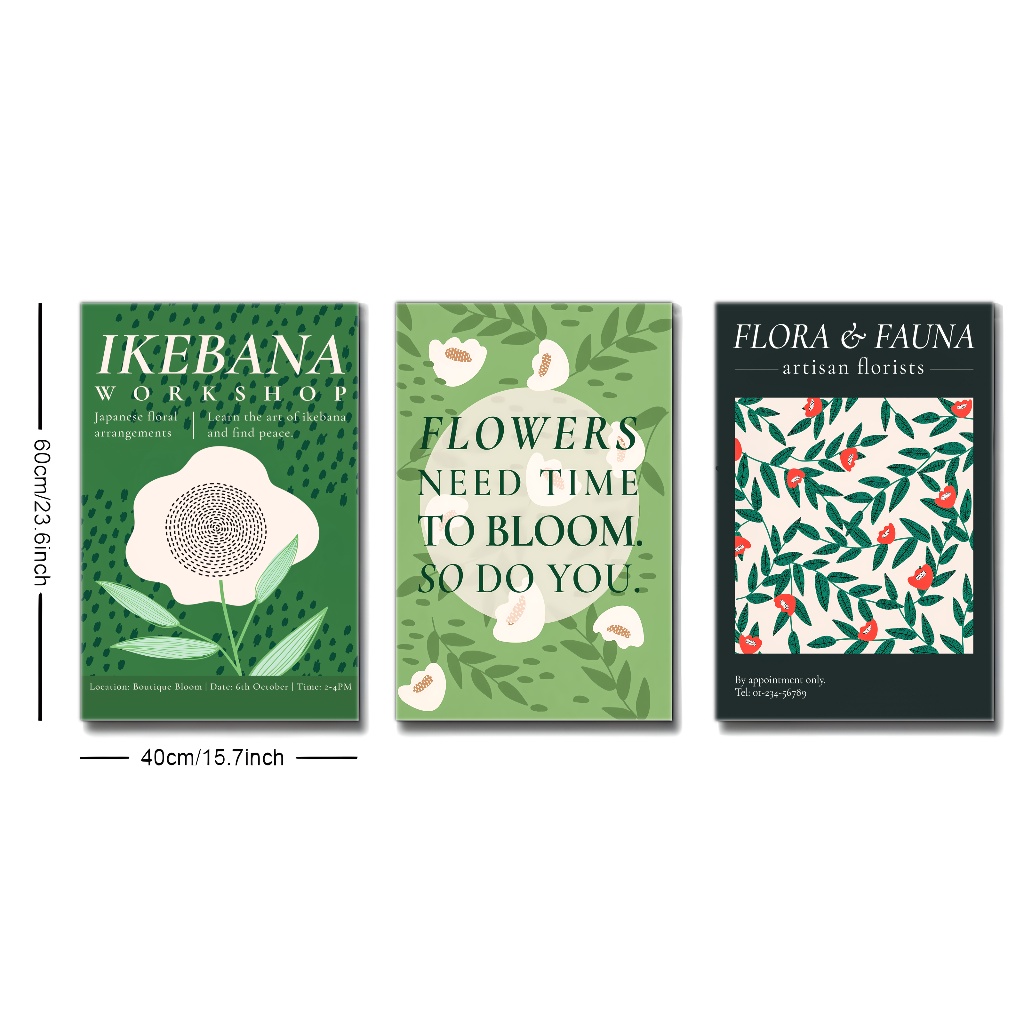 IKEBANA
WORKSHOP
Japanese floral arrangements
Learn the art of ikebana and find peace.
Location: Boutique Bloom | Date: 6th October | Time: 2-4PM
FLOWERS
NEED TIME
TO BLOOM.
SO DO YOU.
FLORA & FAUNA
artisan florists
By appointment only.
Tel: 01-234-56789
60cm/23.6inch
40cm/15.7inch